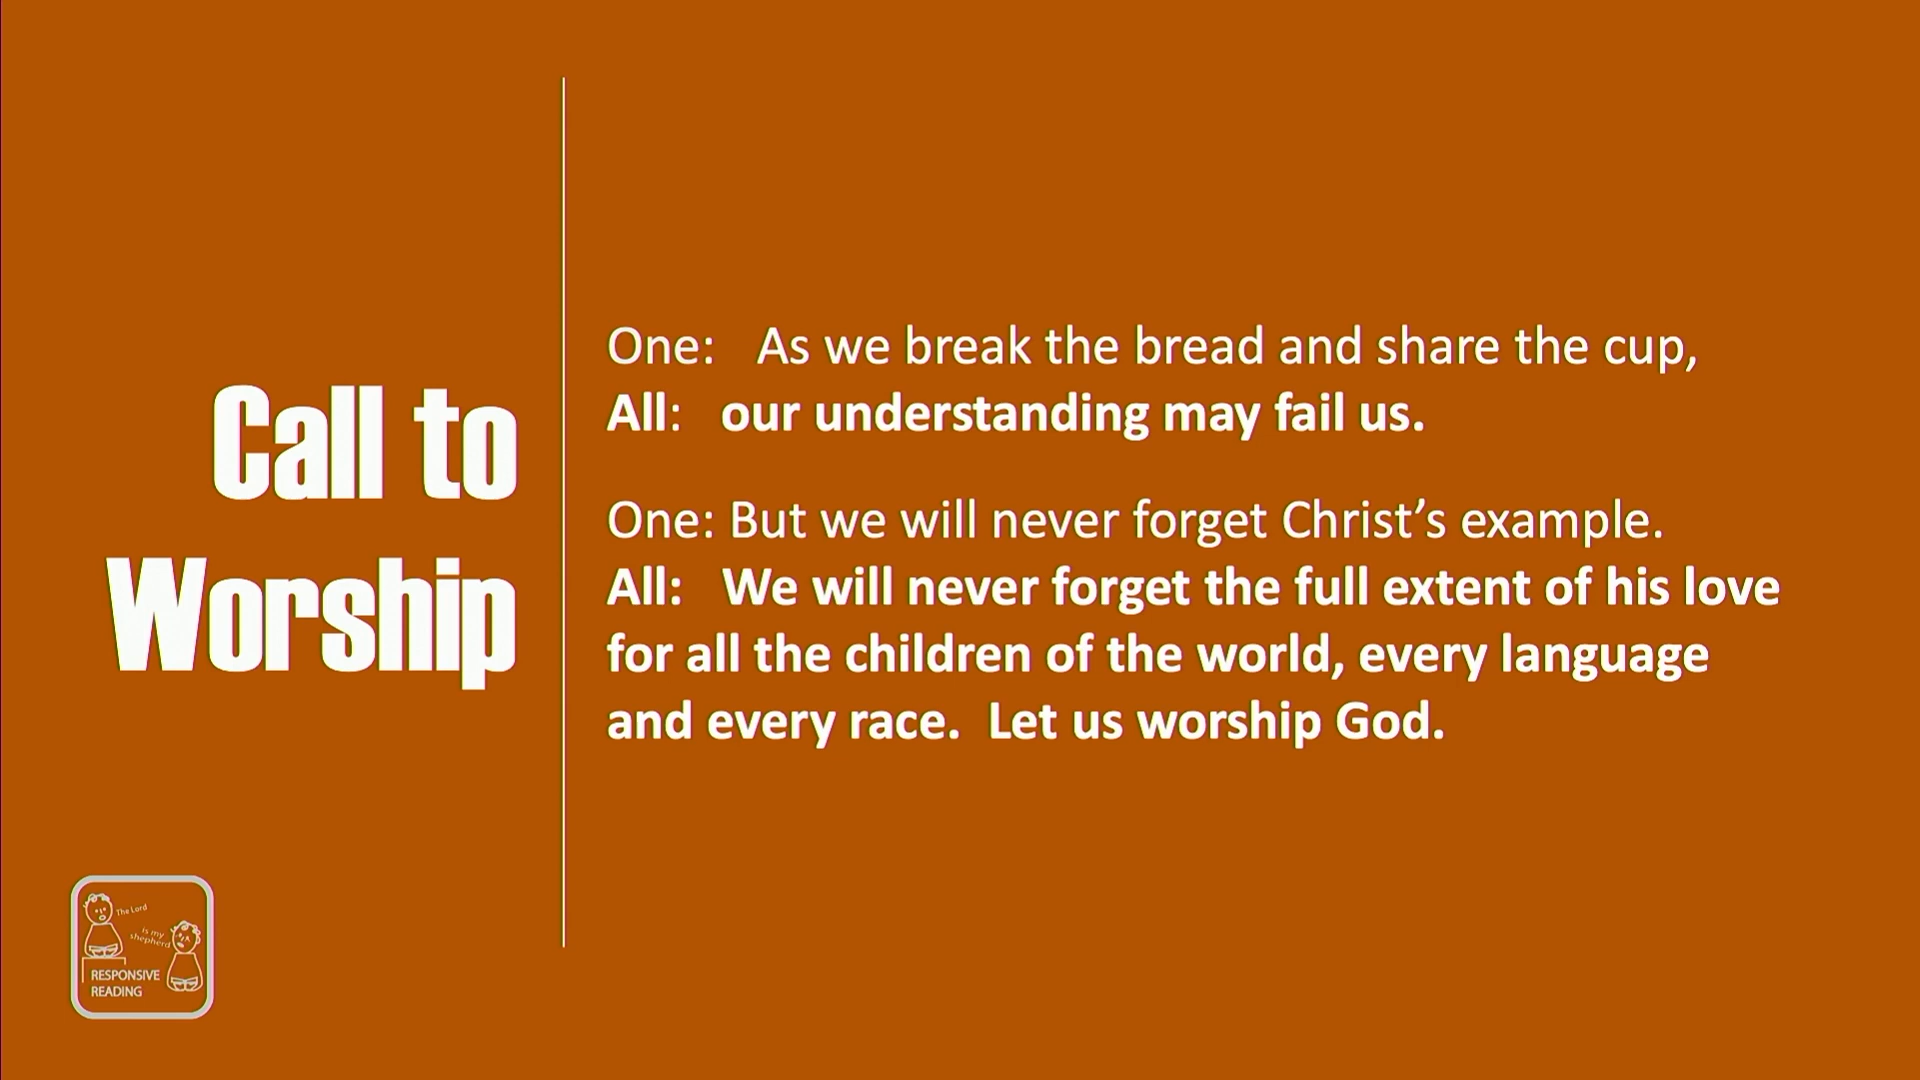 Call to
Worship
One: As we break the bread and share the cup,
All: our understanding may fail us.
One: But we will never forget Christ’s example.
All: We will never forget the full extent of his love
for all the children of the world, every language
and every race. Let us worship God.
The Lord
is my
shepherd
RESPONSIVE
READING